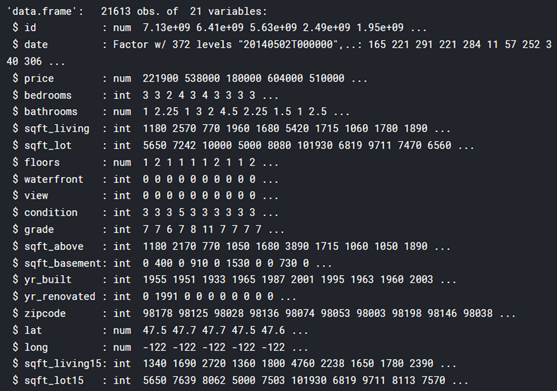 'data.frame':   21613 obs. of  21 variables:
 $ id           : num  7.13e+09 6.41e+09 5.63e+09 2.49e+09 1.95e+09 ...
 $ date         : Factor w/ 372 levels "20140502T000000",..: 165 221 291 221 284 11 57 252 3
40 306 ...
 $ price        : num  221900 538000 180000 604000 510000 ...
 $ bedrooms     : int  3 3 2 4 3 4 3 3 3 3 ...
 $ bathrooms    : num  1 2.25 1 3 2 4.5 2.25 1.5 1 2.5 ...
 $ sqft_living  : int  1180 2570 770 1960 1680 5420 1715 1060 1780 1890 ...
 $ sqft_lot     : int  5650 7242 10000 5000 8080 101930 6819 9711 7470 6560 ...
 $ floors       : num  1 2 1 1 1 1 2 1 1 2 ...
 $ waterfront   : int  0 0 0 0 0 0 0 0 0 0 ...
 $ view         : int  0 0 0 0 0 0 0 0 0 0 ...
 $ condition    : int  3 3 3 5 3 3 3 3 3 3 ...
 $ grade        : int  7 7 6 7 8 11 7 7 7 7 ...
 $ sqft_above   : int  1180 2170 770 1050 1680 3890 1715 1060 1050 1890 ...
 $ sqft_basement: int  0 400 0 910 0 1530 0 0 730 0 ...
 $ yr_built     : int  1955 1951 1933 1965 1987 2001 1995 1963 1960 2003 ...
 $ yr_renovated : int  0 1991 0 0 0 0 0 0 0 0 ...
 $ zipcode      : int  98178 98125 98028 98136 98074 98053 98003 98198 98146 98038 ...
 $ lat          : num  47.5 47.7 47.7 47.5 47.6 ...
 $ long         : num  -122 -122 -122 -122 -122 ...
 $ sqft_living15: int  1340 1690 2720 1360 1800 4760 2238 1650 1780 2390 ...
 $ sqft_lot15   : int  5650 7639 8062 5000 7503 101930 6819 9711 8113 7570 ...